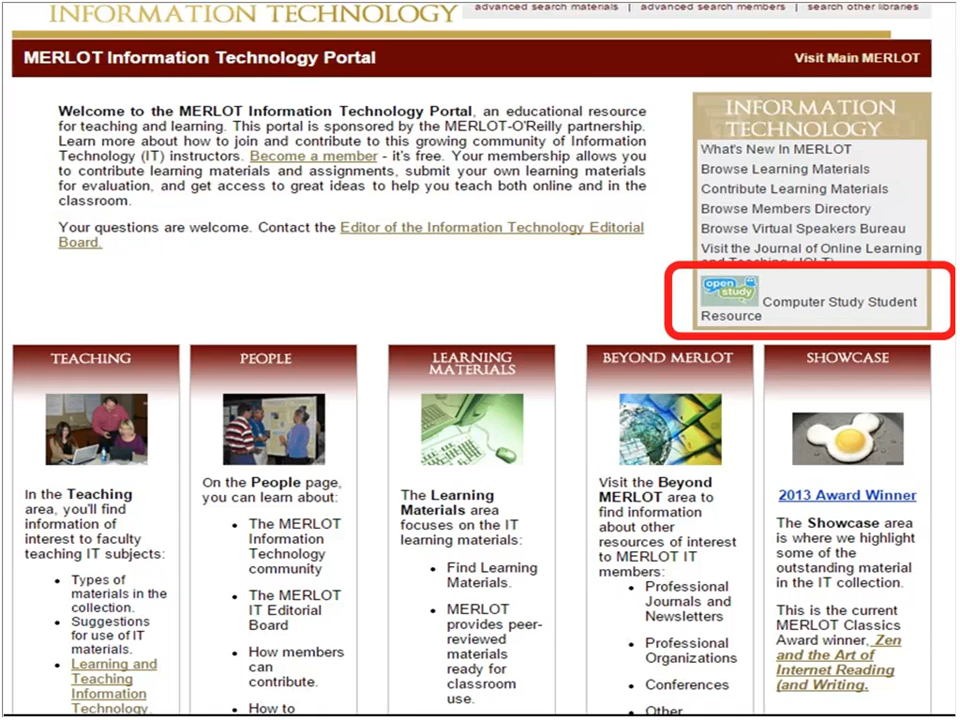 INFORMATION TECHNOLOGY
advanced search materials | advanced search members | search other libraries
MERLOT Information Technology Portal
Visit Main MERLOT
Welcome to the MERLOT Information Technology Portal, an educational resource
for teaching and learning. This portal is sponsored by the MERLOT-O'Reilly partnership.
Learn more about how to join and contribute to this growing community of Information
Technology (IT) instructors. Become a member - it's free. Your membership allows you
to contribute learning materials and assignments, submit your own learning materials
for evaluation, and get access to great ideas to help you teach both online and in the
classroom.
Your questions are welcome. Contact the Editor of the Information Technology Editorial
Board.
INFORMATION
TECHNOLOGY
What's New In MERLOT
Browse Learning Materials
Contribute Learning Materials
Browse Members Directory
Browse Virtual Speakers Bureau
Visit the Journal of Online Learning
and Teaching (JOLT)
open
study
Computer Study Student
Resource
TEACHING
In the Teaching
area, you'll find
information of
interest to faculty
teaching IT subjects:
• Types of
materials in the
collection.
• Suggestions
for use of IT
materials.
• Learning and
Teaching
Information
Technology.
PEOPLE
On the People page,
you can learn about:
• The MERLOT
Information
Technology
community
• The MERLOT
IT Editorial
Board
• How members
can
contribute.
• How to
LEARNING
MATERIALS
The Learning
Materials area
focuses on the IT
learning materials:
• Find Learning
Materials.
• MERLOT
provides peer-
reviewed
materials
ready for
classroom
use.
BEYOND MERLOT
Visit the Beyond
MERLOT area to
find information
about other
resources of interest
to MERLOT IT
members:
• Professional
Journals and
Newsletters
• Professional
Organizations
• Conferences
• Other
SHOWCASE
2013 Award Winner
The Showcase area
is where we highlight
some of the
outstanding material
in the IT collection.
This is the current
MERLOT Classics
Award winner, Zen
and the Art of
Internet Reading
(and Writing.